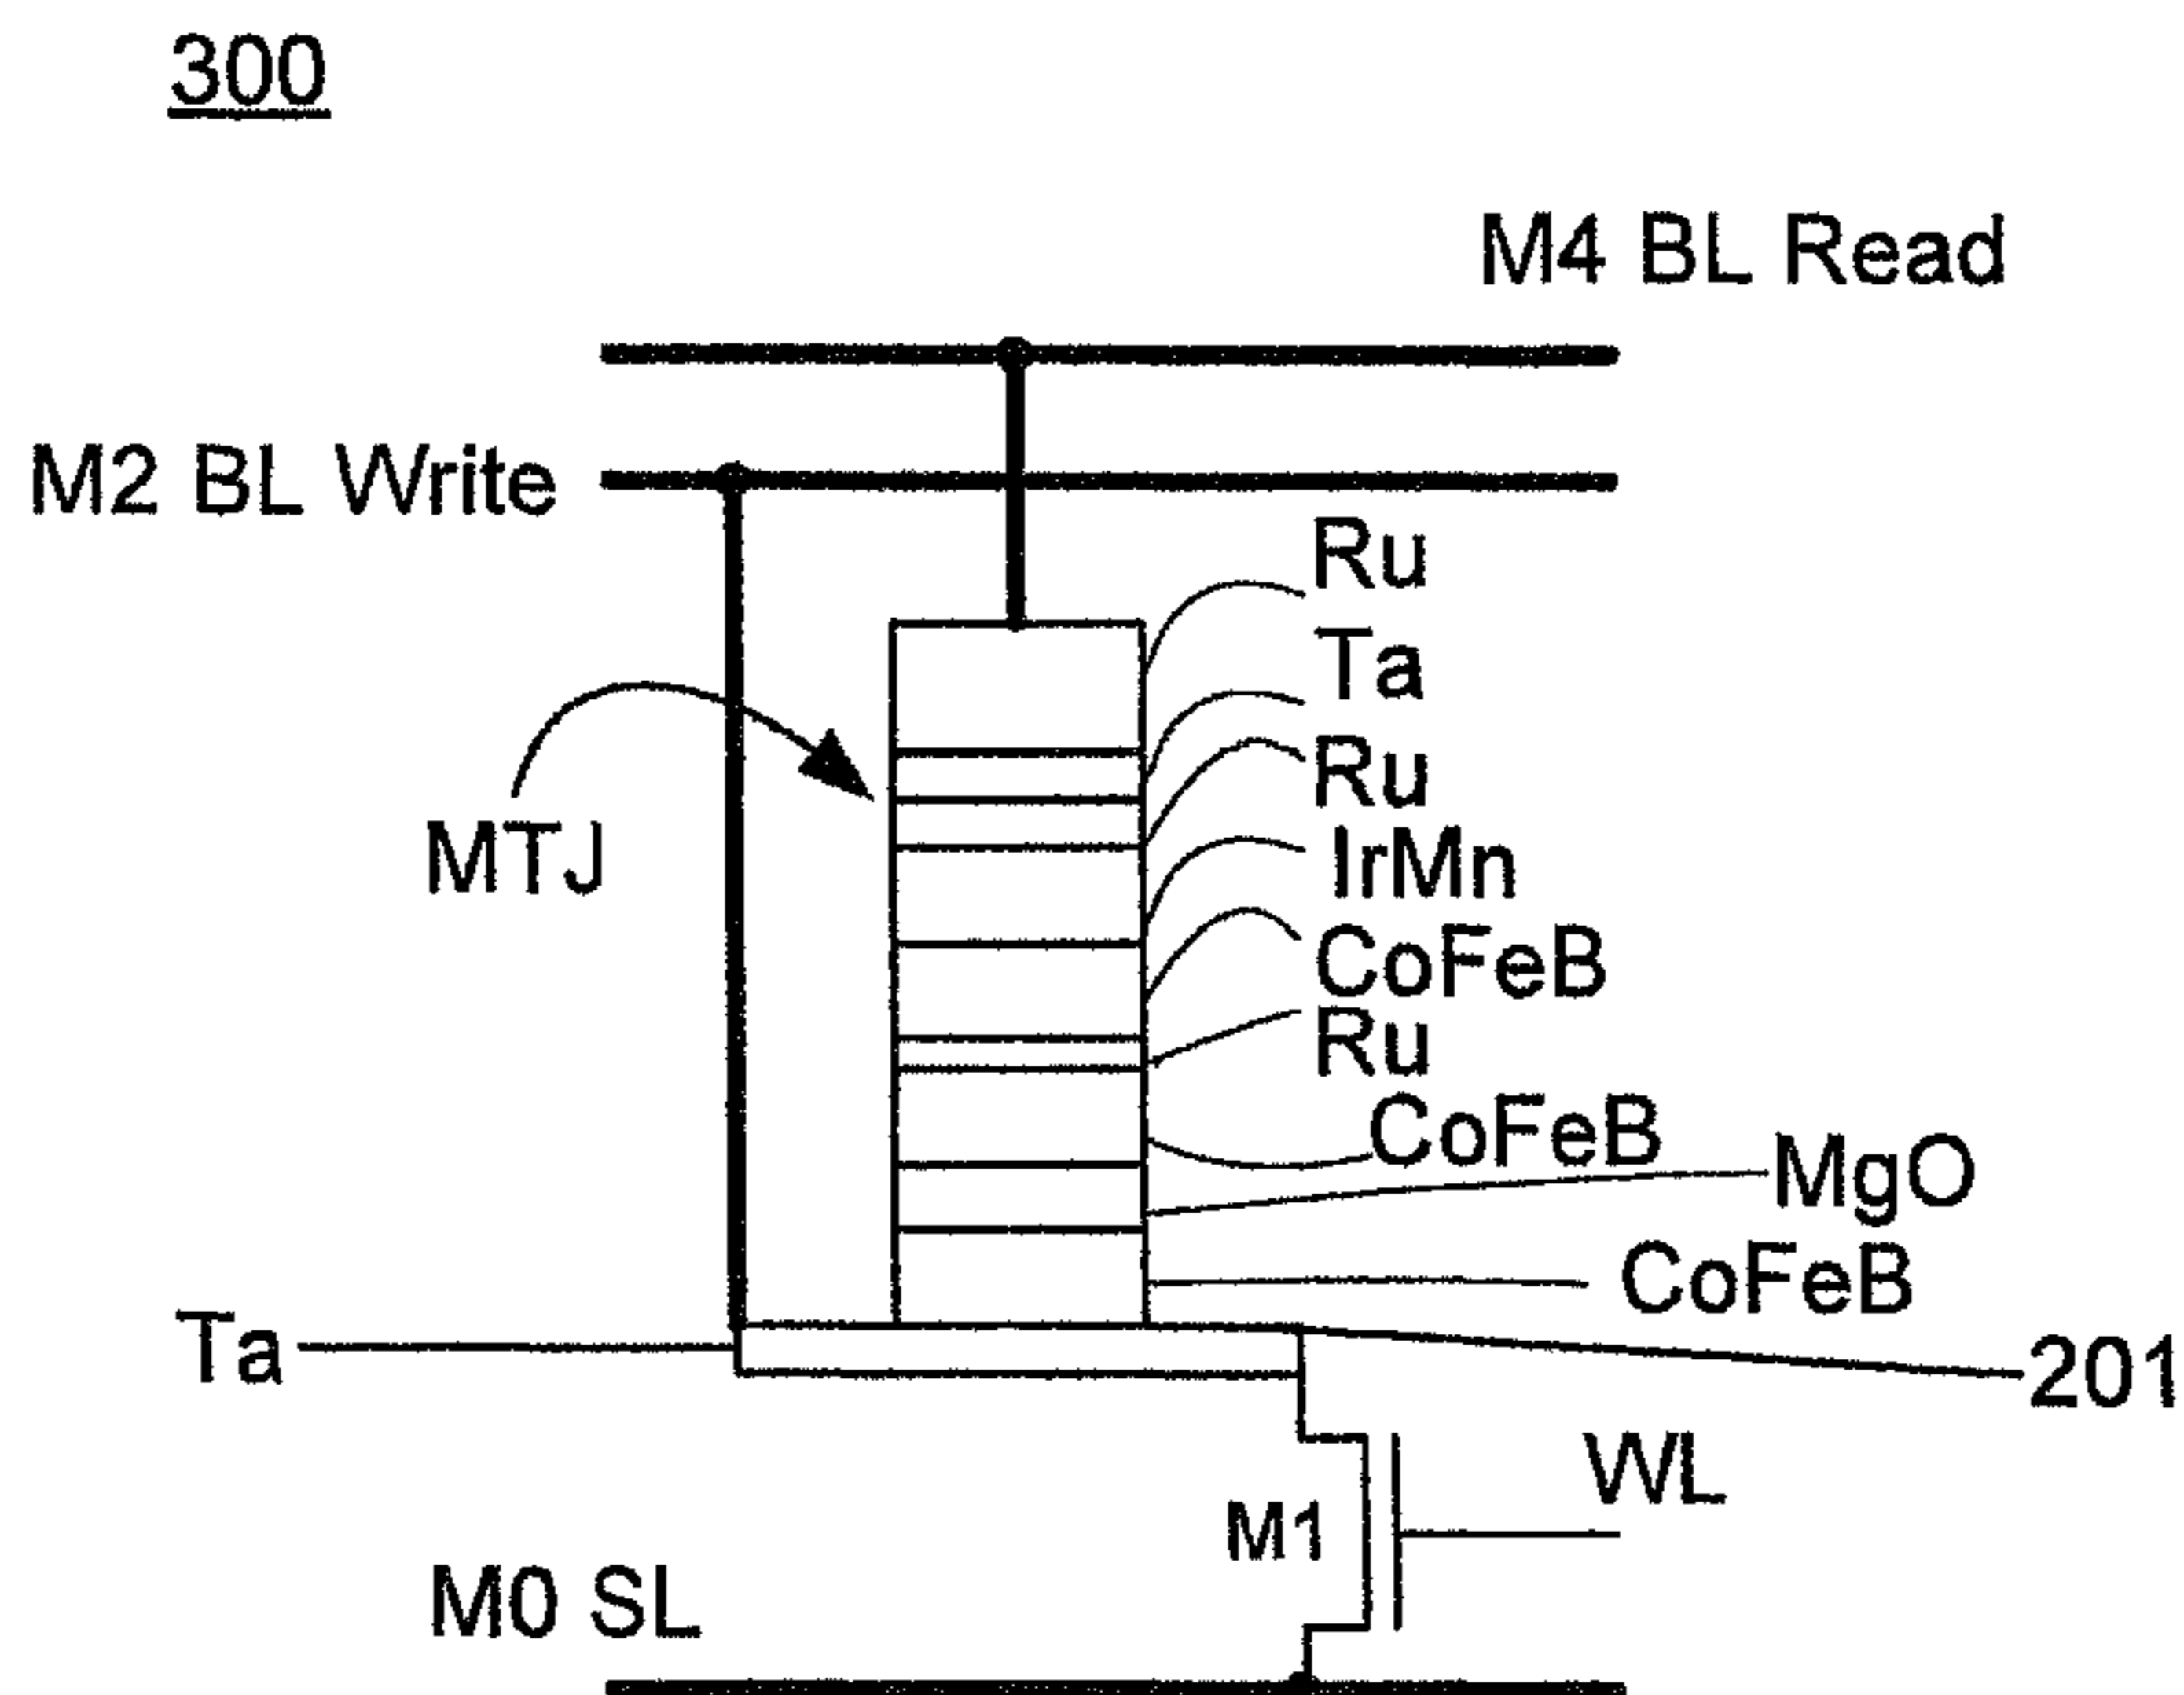 300
M4 BL Read
M2 BL Write
Ru
Ta
Ru
MTJ
IrMn
CoFeB
Ru
CoFeB
MgO
CoFeB
Ta
201
WL
M1
M0 SL